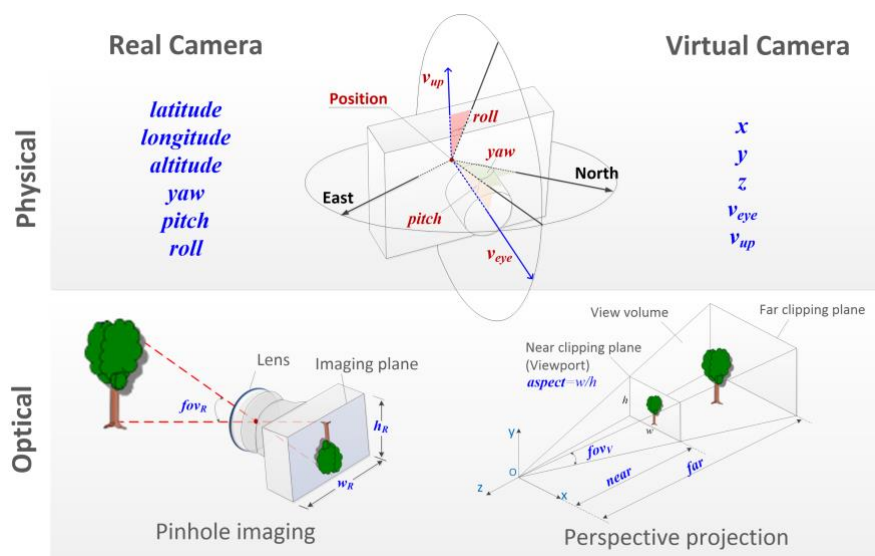 Real Camera
Virtual Camera
Physical
latitude
longitude
altitude
yaw
pitch
roll
v_up
Position
roll
yaw
North
East
pitch
v_eye
x
y
z
v_eye
v_up
Optical
Lens
Imaging plane
fov_R
h_R
w_R
Pinhole imaging
View volume
Far clipping plane
Near clipping plane
(Viewport)
aspect=w/h
h
w
y
O
fov_V
near
far
z
x
Perspective projection